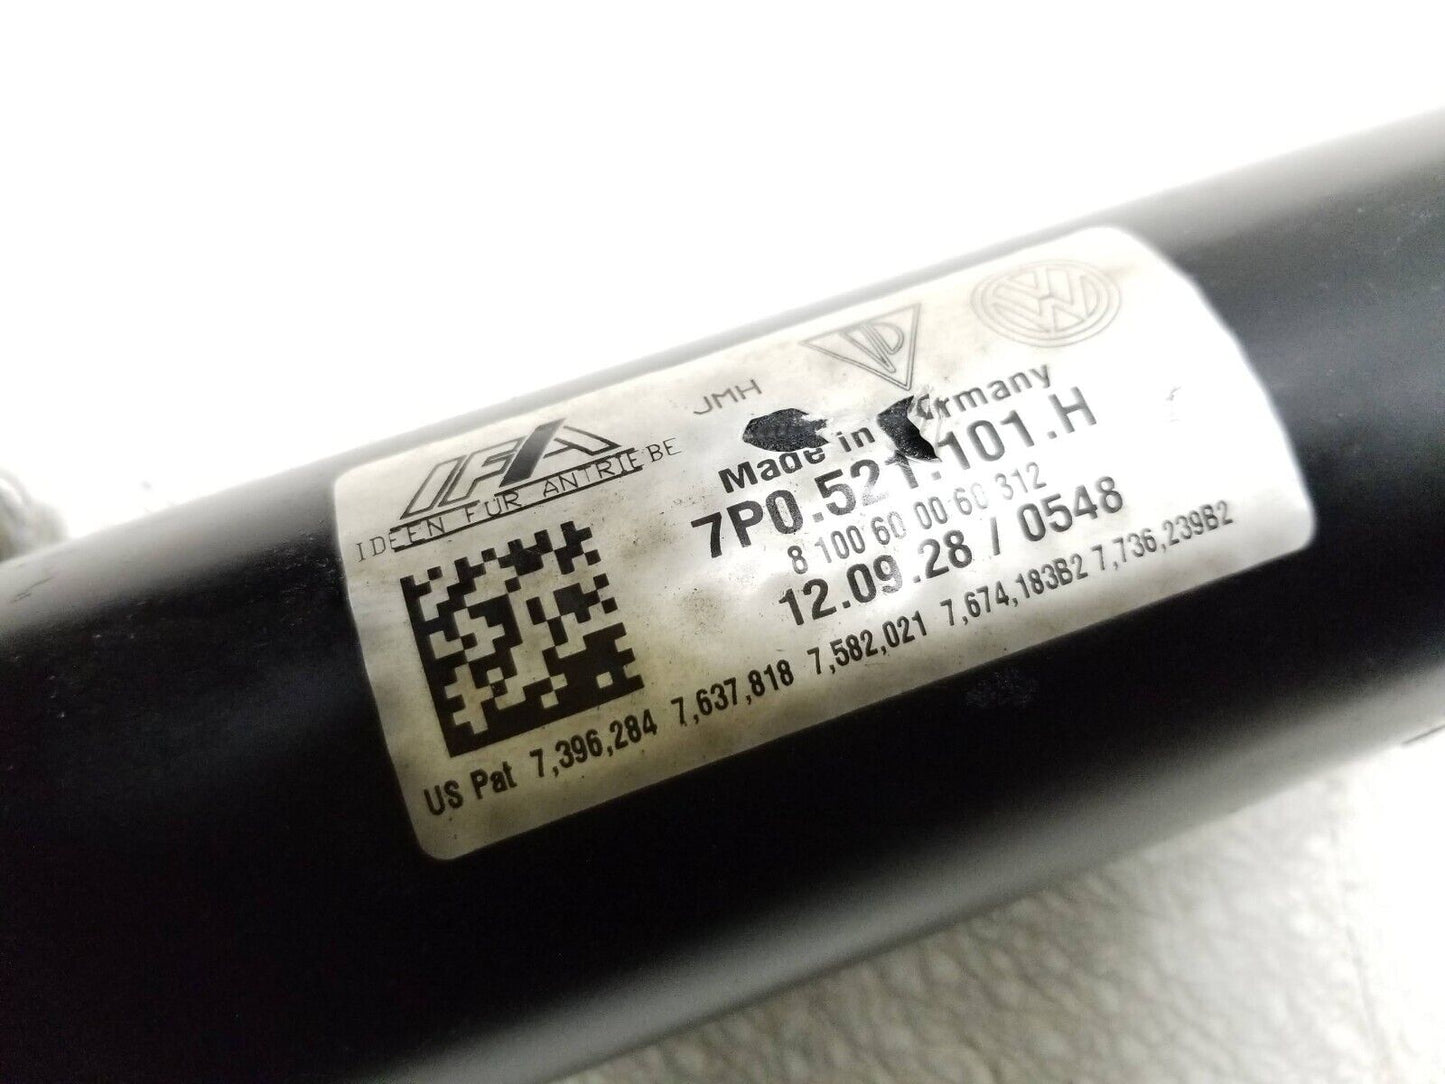 JMH
IFA
IDEEN FÜR ANTRIEBE
Made in Germany
7P0.521.101.H
8 100 60 00 60 312
12.09.28 / 0548
US Pat 7,396,284 7,637,818 7,582,021 7,674,183B2 7,736,239B2